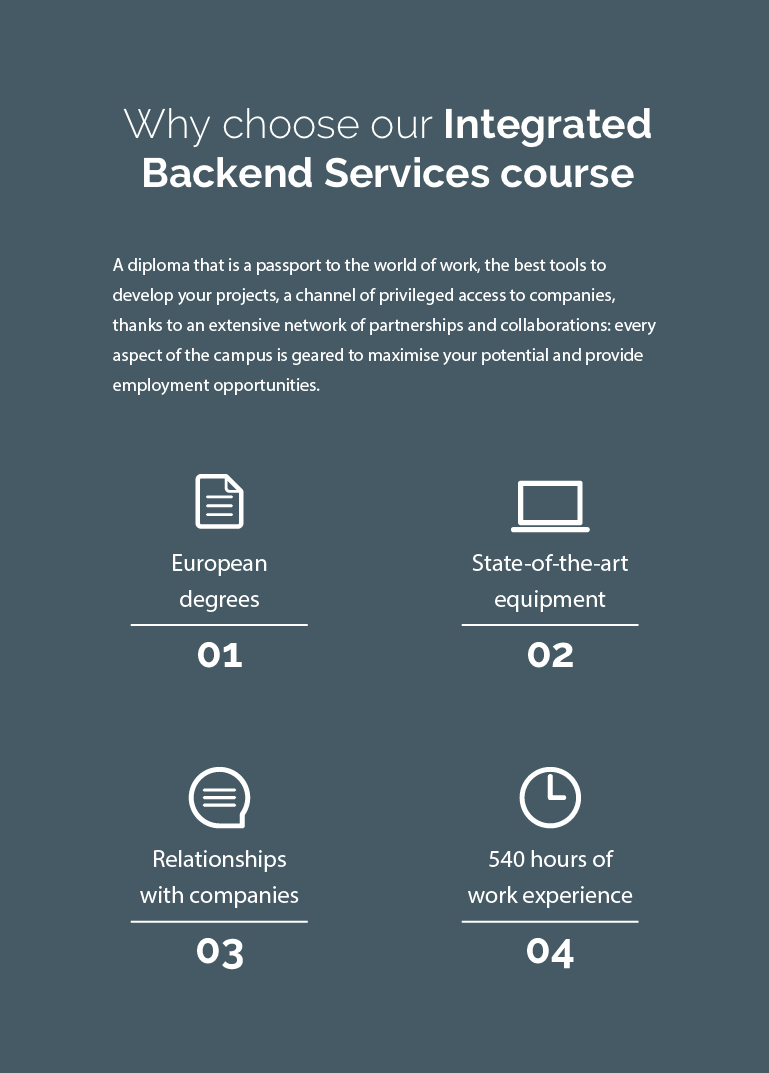 Why choose our Integrated
Backend Services course
A diploma that is a passport to the world of work, the best tools to
develop your projects, a channel of privileged access to companies,
thanks to an extensive network of partnerships and collaborations: every
aspect of the campus is geared to maximise your potential and provide
employment opportunities.
European
degrees
01
State-of-the-art
equipment
02
Relationships
with companies
03
540 hours of
work experience
04